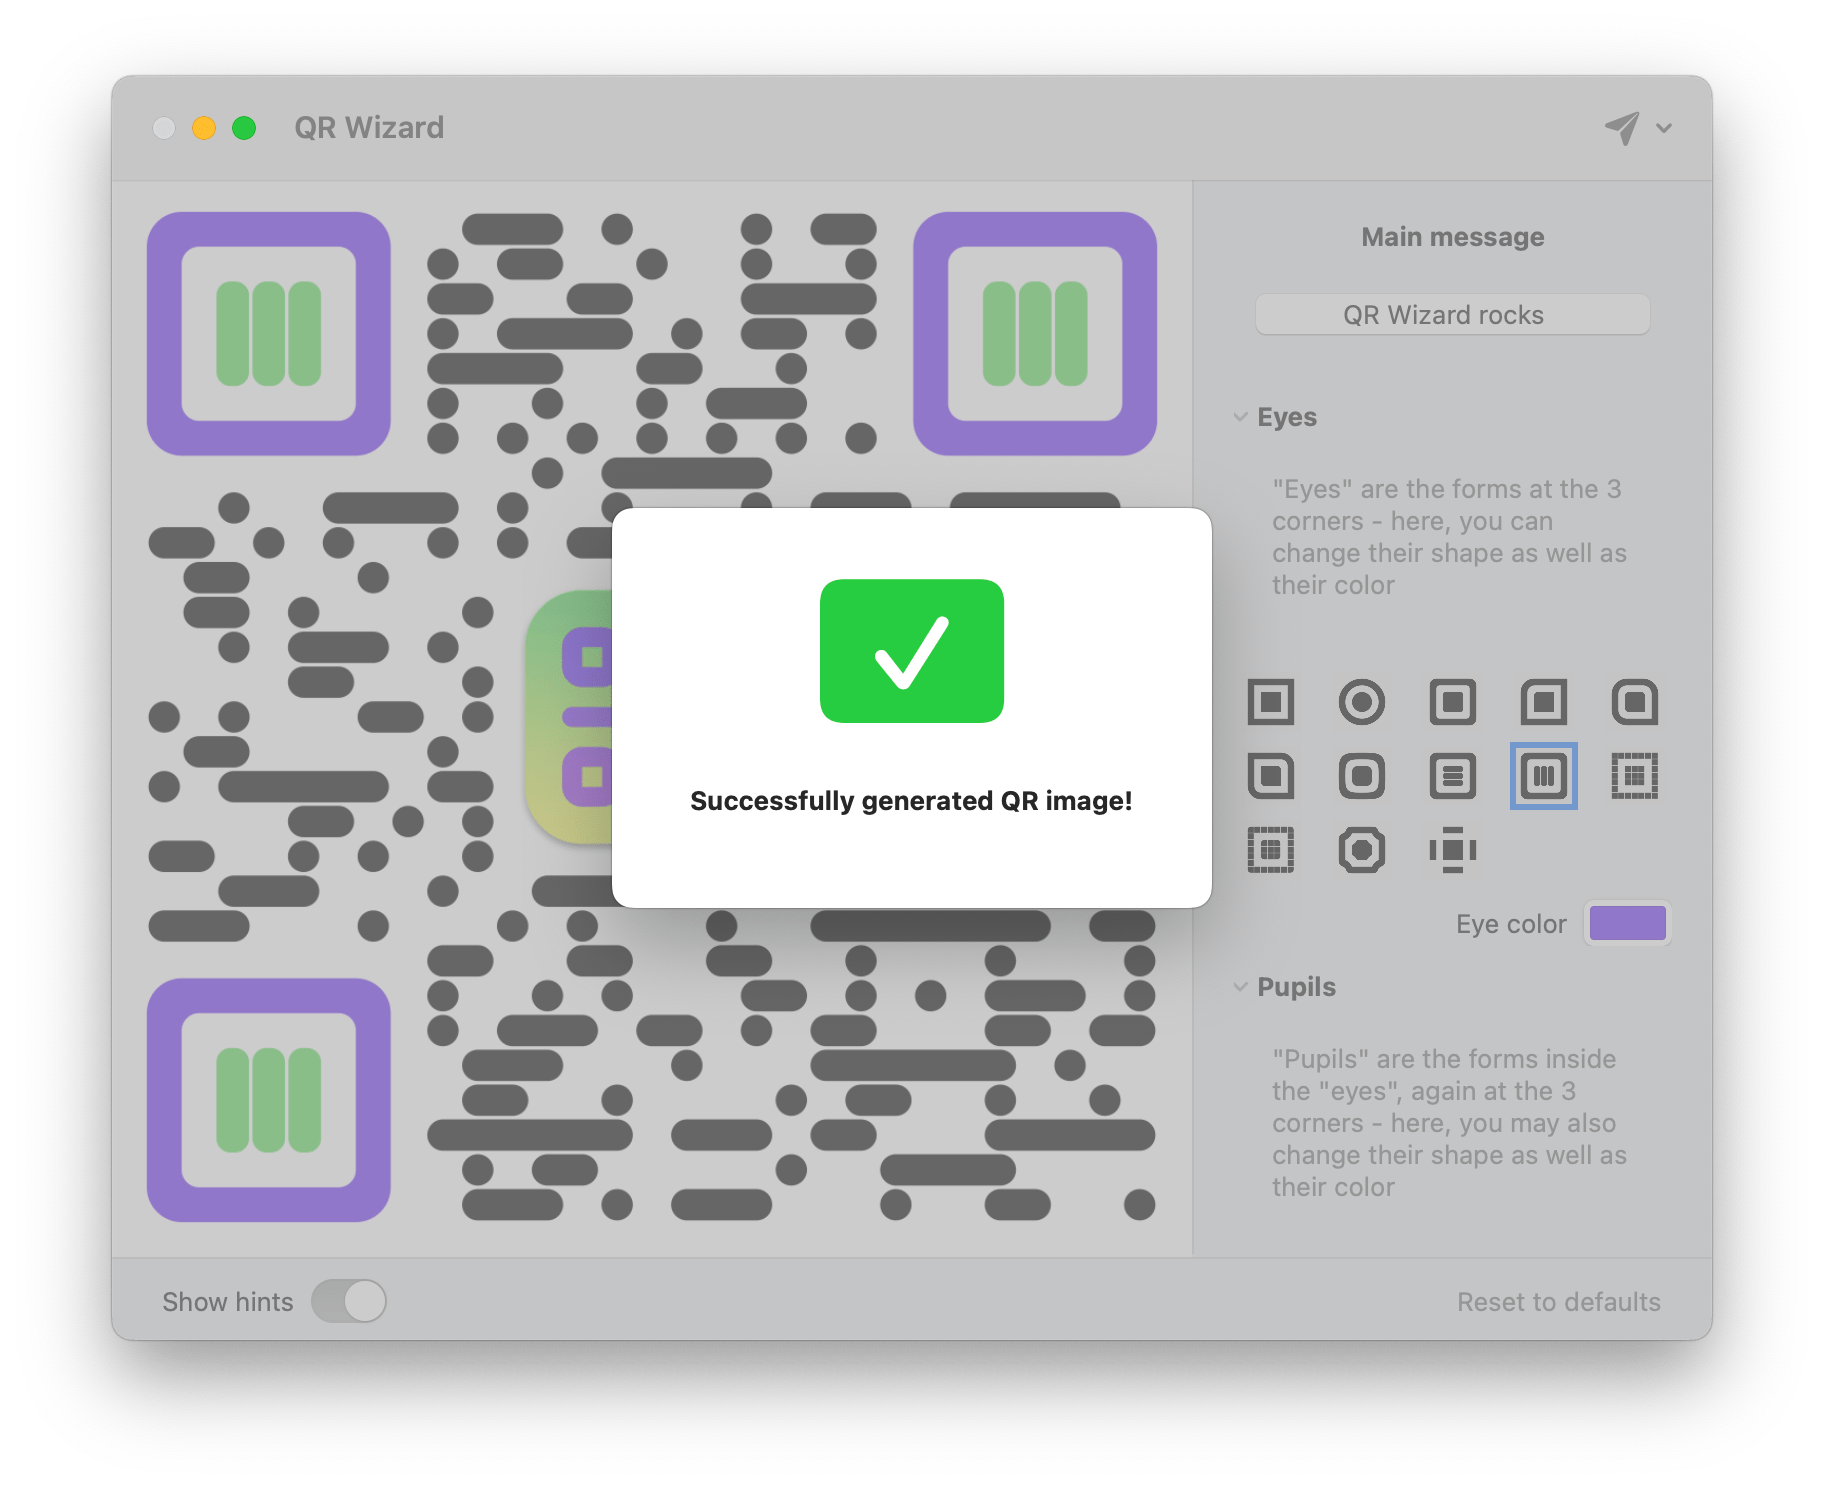 QR Wizard
Main message
QR Wizard rocks
Eyes
"Eyes" are the forms at the 3
corners - here, you can
change their shape as well as
their color
Successfully generated QR image!
Eye color
Pupils
"Pupils" are the forms inside
the "eyes", again at the 3
corners - here, you may also
change their shape as well as
their color
Show hints
Reset to defaults